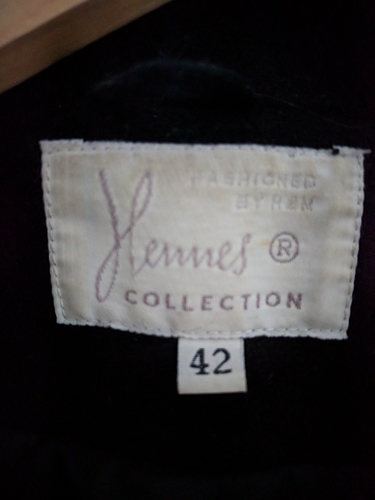 FASHIONED
BY H&M
Hennes ®
COLLECTION
42